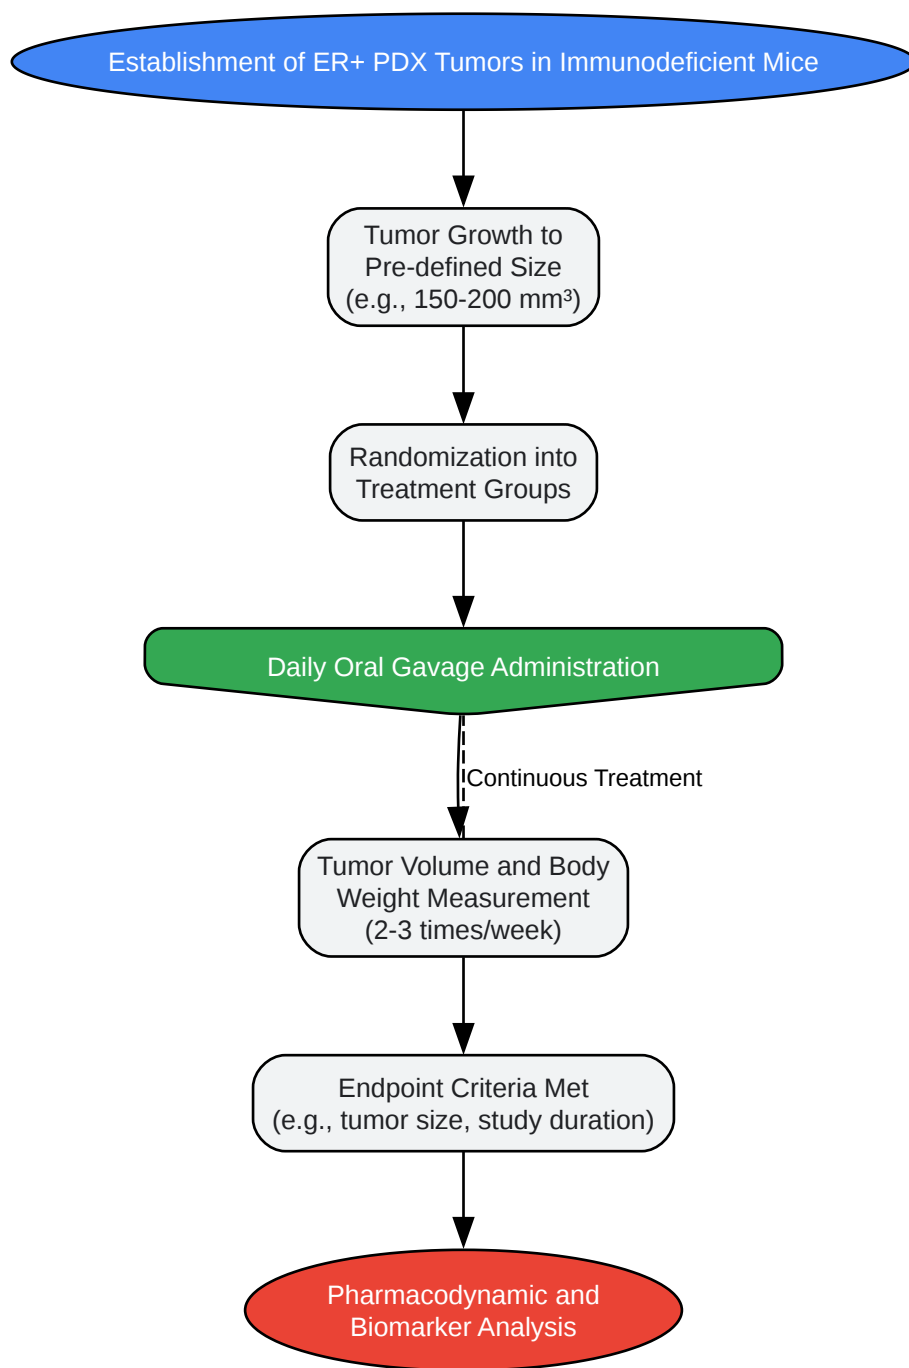 Establishment of ER+ PDX Tumors in Immunodeficient Mice
Tumor Growth to
Pre-defined Size
(e.g., 150-200 mm³)
Randomization into
Treatment Groups
Daily Oral Gavage Administration
Continuous Treatment
Tumor Volume and Body
Weight Measurement
(2-3 times/week)
Endpoint Criteria Met
(e.g., tumor size, study duration)
Pharmacodynamic and
Biomarker Analysis